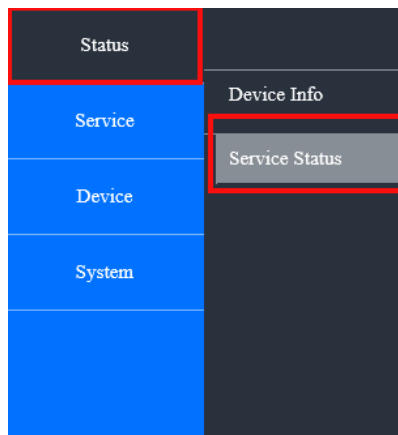 Status
Service
Device
System
Device Info
Service Status